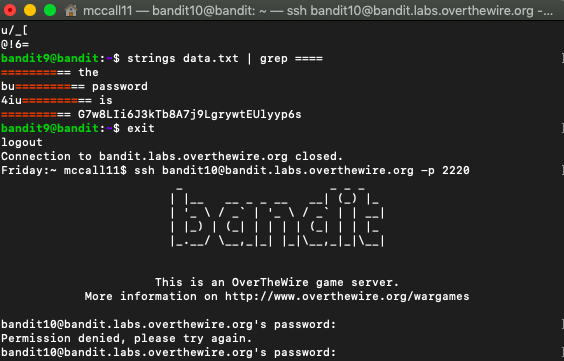 mccall11 — bandit10@bandit: ~ — ssh bandit10@bandit.labs.overthewire.org -...
u/_[
@!6=
bandit9@bandit:~$ strings data.txt | grep ====
========== the
bu========== password
4iu========== is
========== G7w8LIi6J3kTb8A7j9LgrywtEUlyyp6s
bandit9@bandit:~$ exit
logout
Connection to bandit.labs.overthewire.org closed.
Friday:~ mccall11$ ssh bandit10@bandit.labs.overthewire.org -p 2220
bandit
This is an OverTheWire game server.
More information on http://www.overthewire.org/wargames
bandit10@bandit.labs.overthewire.org's password:
Permission denied, please try again.
bandit10@bandit.labs.overthewire.org's password: